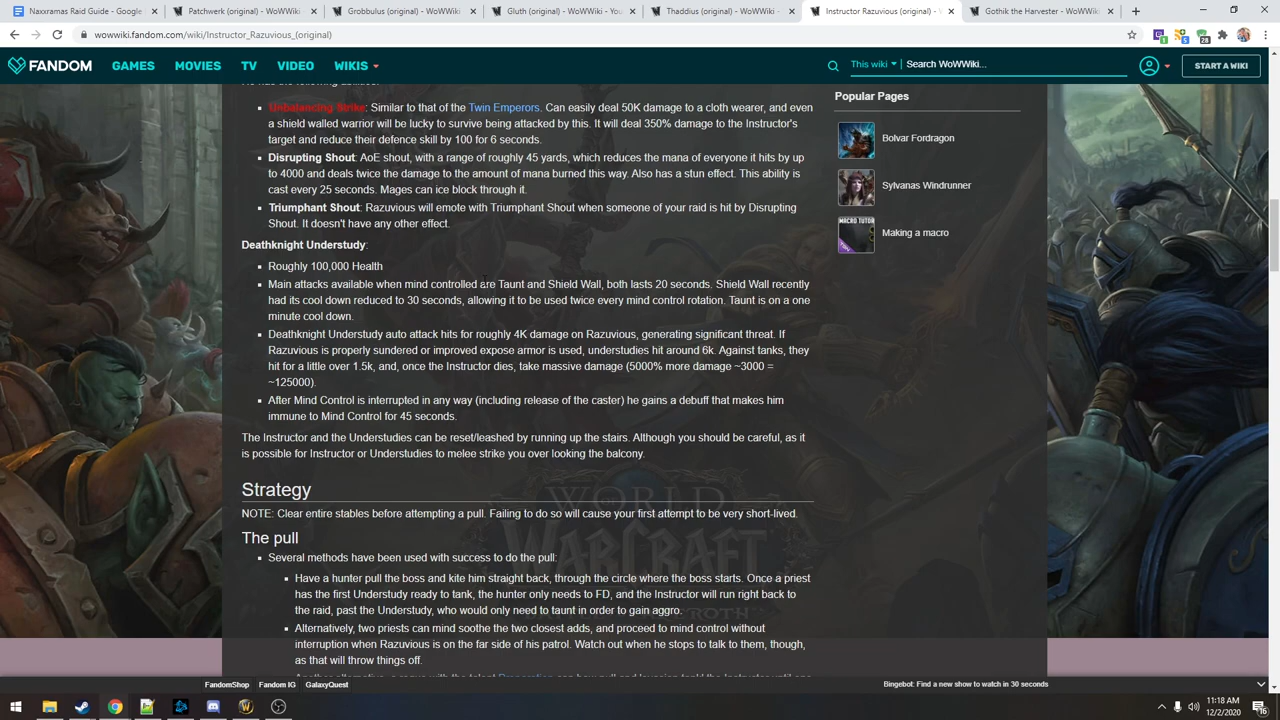 Naxxramas Raid Guide - Google
Patchwerk (original) - WoWWiki
Grobbulus (original) - WoWWiki
Gluth (original) - WoWWiki - You
Thaddius (original) - WoWWiki
Instructor Razuvious (original) - W
Gothik the Harvester - WoWWiki
wowwiki.fandom.com/wiki/Instructor_Razuvious_(original)
1
5
28
FANDOM
GAMES
MOVIES
TV
VIDEO
WIKIS
This wiki
Search WoWWiki...
START A WIKI
Unbalancing Strike: Similar to that of the Twin Emperors. Can easily deal 50K damage to a cloth wearer, and even
a shield walled warrior will be lucky to survive being attacked by this. It will deal 350% damage to the Instructor's
target and reduce their defence skill by 100 for 6 seconds.
Disrupting Shout: AoE shout, with a range of roughly 45 yards, which reduces the mana of everyone it hits by up
to 4000 and deals twice the damage to the amount of mana burned this way. Also has a stun effect. This ability is
cast every 25 seconds. Mages can ice block through it.
Triumphant Shout: Razuvious will emote with Triumphant Shout when someone of your raid is hit by Disrupting
Shout. It doesn't have any other effect.
Deathknight Understudy:
Roughly 100,000 Health
Main attacks available when mind controlled are Taunt and Shield Wall, both lasts 20 seconds. Shield Wall recently
had its cool down reduced to 30 seconds, allowing it to be used twice every mind control rotation. Taunt is on a one
minute cool down.
Deathknight Understudy auto attack hits for roughly 4K damage on Razuvious, generating significant threat. If
Razuvious is properly sundered or improved expose armor is used, understudies hit around 6k. Against tanks, they
hit for a little over 1.5k, and, once the Instructor dies, take massive damage (5000% more damage ~3000 =
~125000).
After Mind Control is interrupted in any way (including release of the caster) he gains a debuff that makes him
immune to Mind Control for 45 seconds.
The Instructor and the Understudies can be reset/leashed by running up the stairs. Although you should be careful, as it
is possible for Instructor or Understudies to melee strike you over looking the balcony.
Strategy
NOTE: Clear entire stables before attempting a pull. Failing to do so will cause your first attempt to be very short-lived.
The pull
Several methods have been used with success to do the pull:
Have a hunter pull the boss and kite him straight back, through the circle where the boss starts. Once a priest
has the first Understudy ready to tank, the hunter only needs to FD, and the Instructor will run right back to
the raid, past the Understudy, who would only need to taunt in order to gain aggro.
Alternatively, two priests can mind soothe the two closest adds, and proceed to mind control without
interruption when Razuvious is on the far side of his patrol. Watch out when he stops to talk to them, though,
as that will throw things off.
Popular Pages
Bolvar Fordragon
Sylvanas Windrunner
MACRO TUTOR
Making a macro
WORLD
WARCRAFT
FandomShop
Fandom IG
GalaxyQuest
Bingebot: Find a new show to watch in 30 seconds
11:18 AM
12/2/2020
16